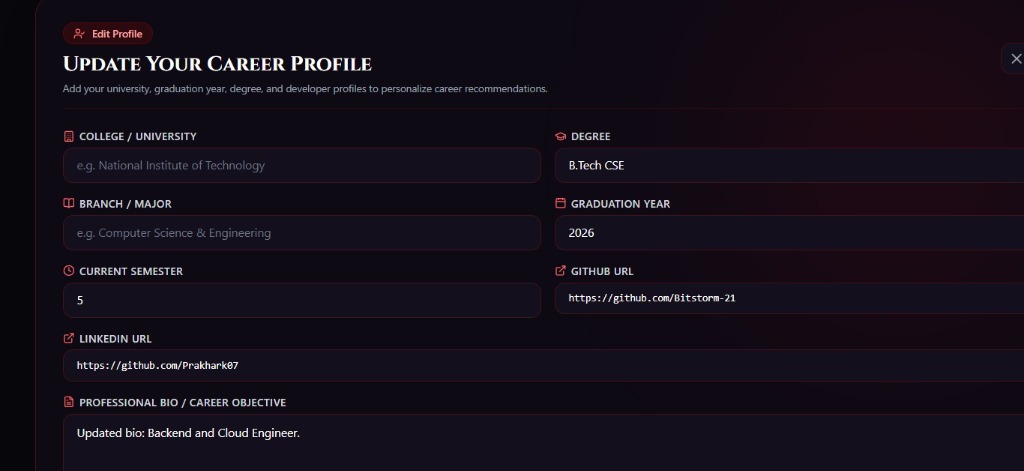 Edit Profile
Update Your Career Profile
Add your university, graduation year, degree, and developer profiles to personalize career recommendations.
COLLEGE / UNIVERSITY
e.g. National Institute of Technology
DEGREE
B.Tech CSE
BRANCH / MAJOR
e.g. Computer Science & Engineering
GRADUATION YEAR
2026
CURRENT SEMESTER
5
GITHUB URL
https://github.com/Bitstorm-21
LINKEDIN URL
https://github.com/Prakhark07
PROFESSIONAL BIO / CAREER OBJECTIVE
Updated bio: Backend and Cloud Engineer.